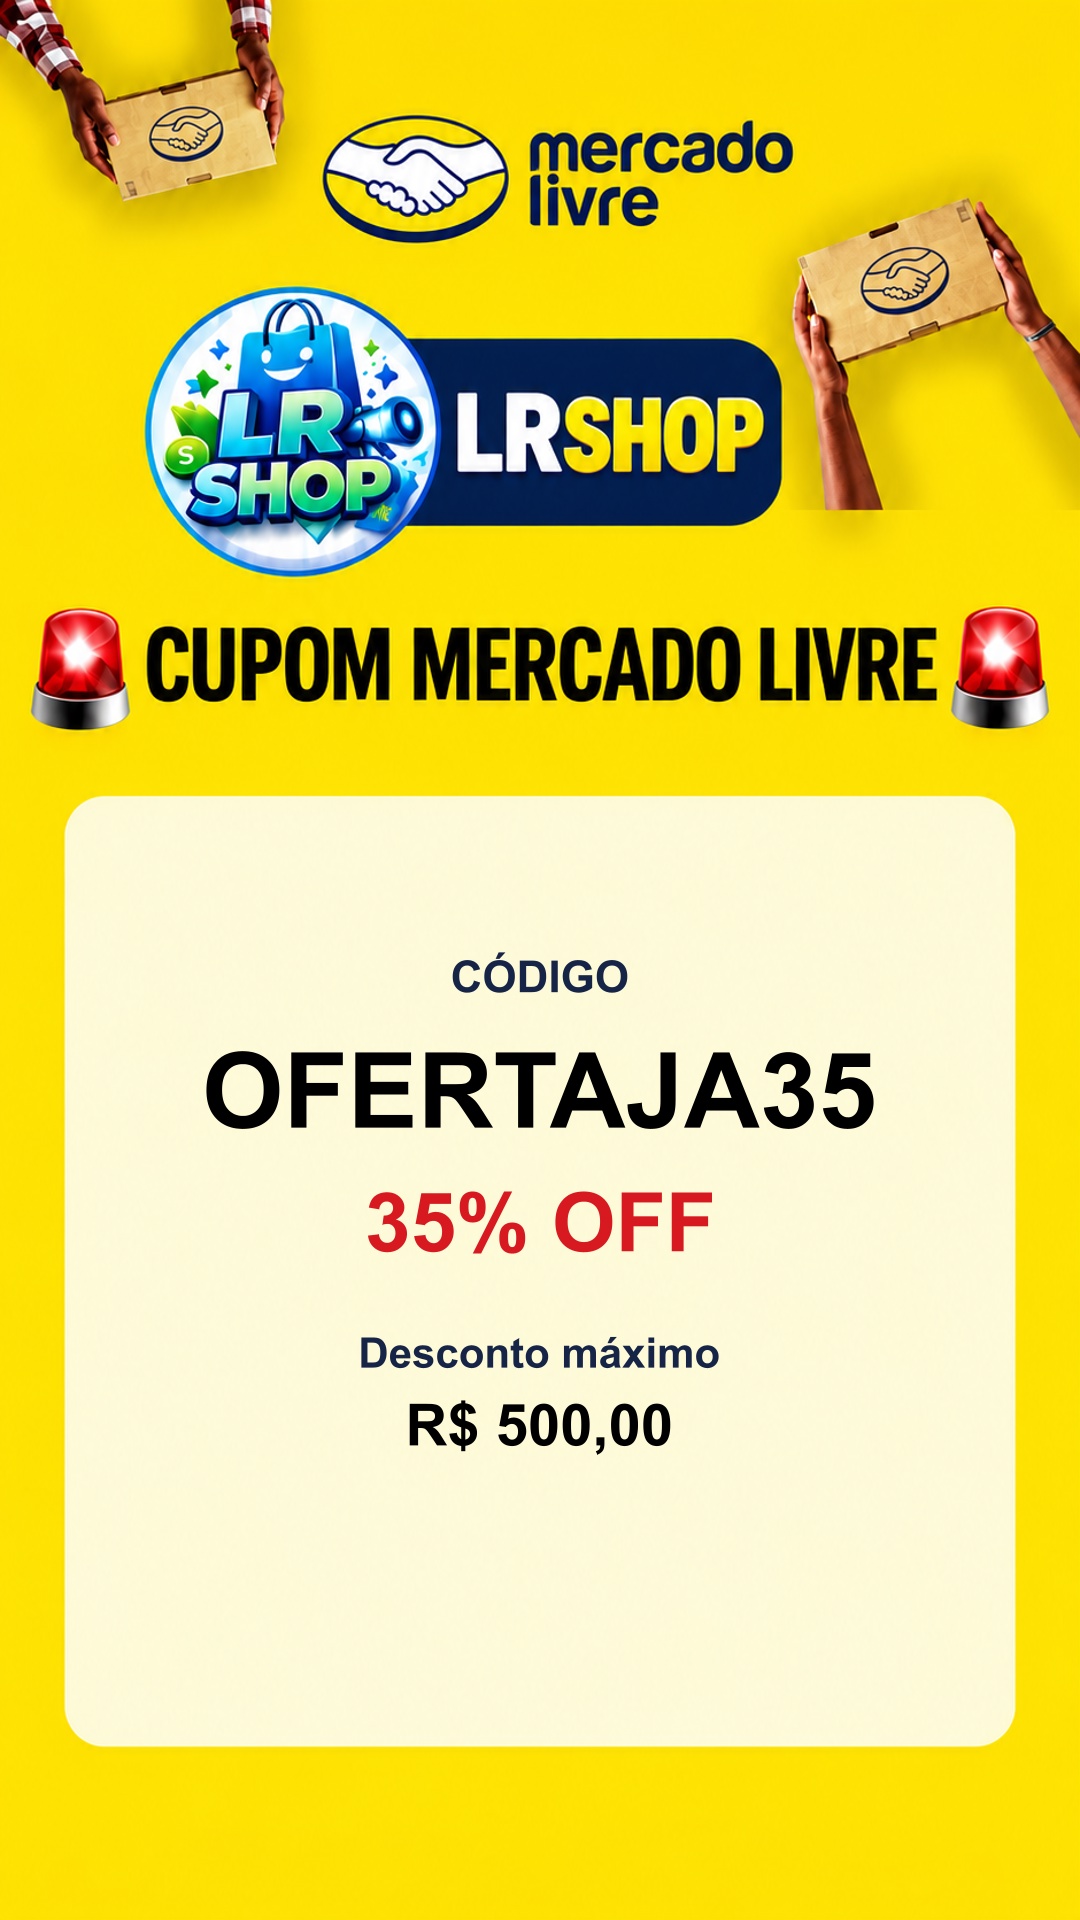 mercado
livre
LR
SHOP
S
LRSHOP
CUPOM MERCADO LIVRE
CÓDIGO
OFERTAJA35
35% OFF
Desconto máximo
R$ 500,00